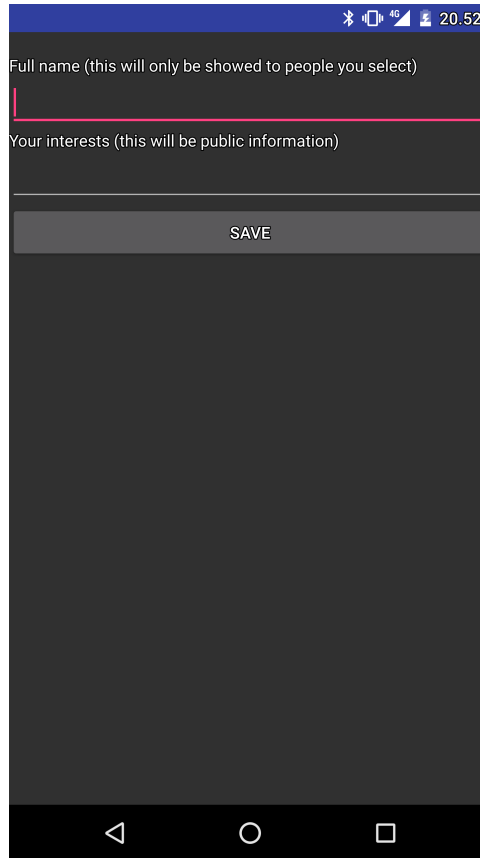 4G 20.52
Full name (this will only be showed to people you select)
Your interests (this will be public information)
SAVE